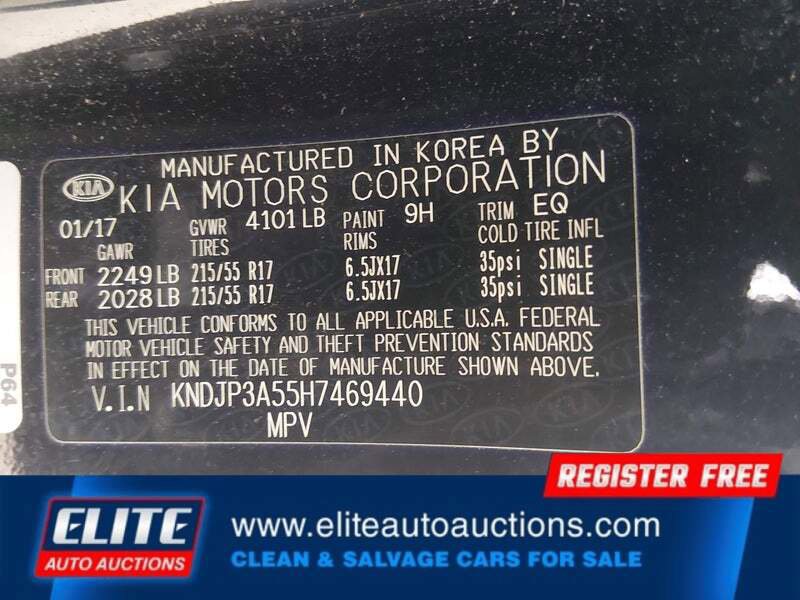 MANUFACTURED IN KOREA BY
KIA KIA MOTORS CORPORATION
01/17 GVWR 4101 LB PAINT 9H TRIM EQ
GAWR TIRES RIMS COLD TIRE INFL
FRONT 2249 LB 215/55 R17 6.5JX17 35psi SINGLE
REAR 2028 LB 215/55 R17 6.5JX17 35psi SINGLE
THIS VEHICLE CONFORMS TO ALL APPLICABLE U.S.A. FEDERAL
MOTOR VEHICLE SAFETY AND THEFT PREVENTION STANDARDS
IN EFFECT ON THE DATE OF MANUFACTURE SHOWN ABOVE.
V.I.N KNDJP3A55H7469440
MPV
P64
REGISTER FREE
ELITE
AUTO AUCTIONS
www.eliteautoauctions.com
CLEAN & SALVAGE CARS FOR SALE